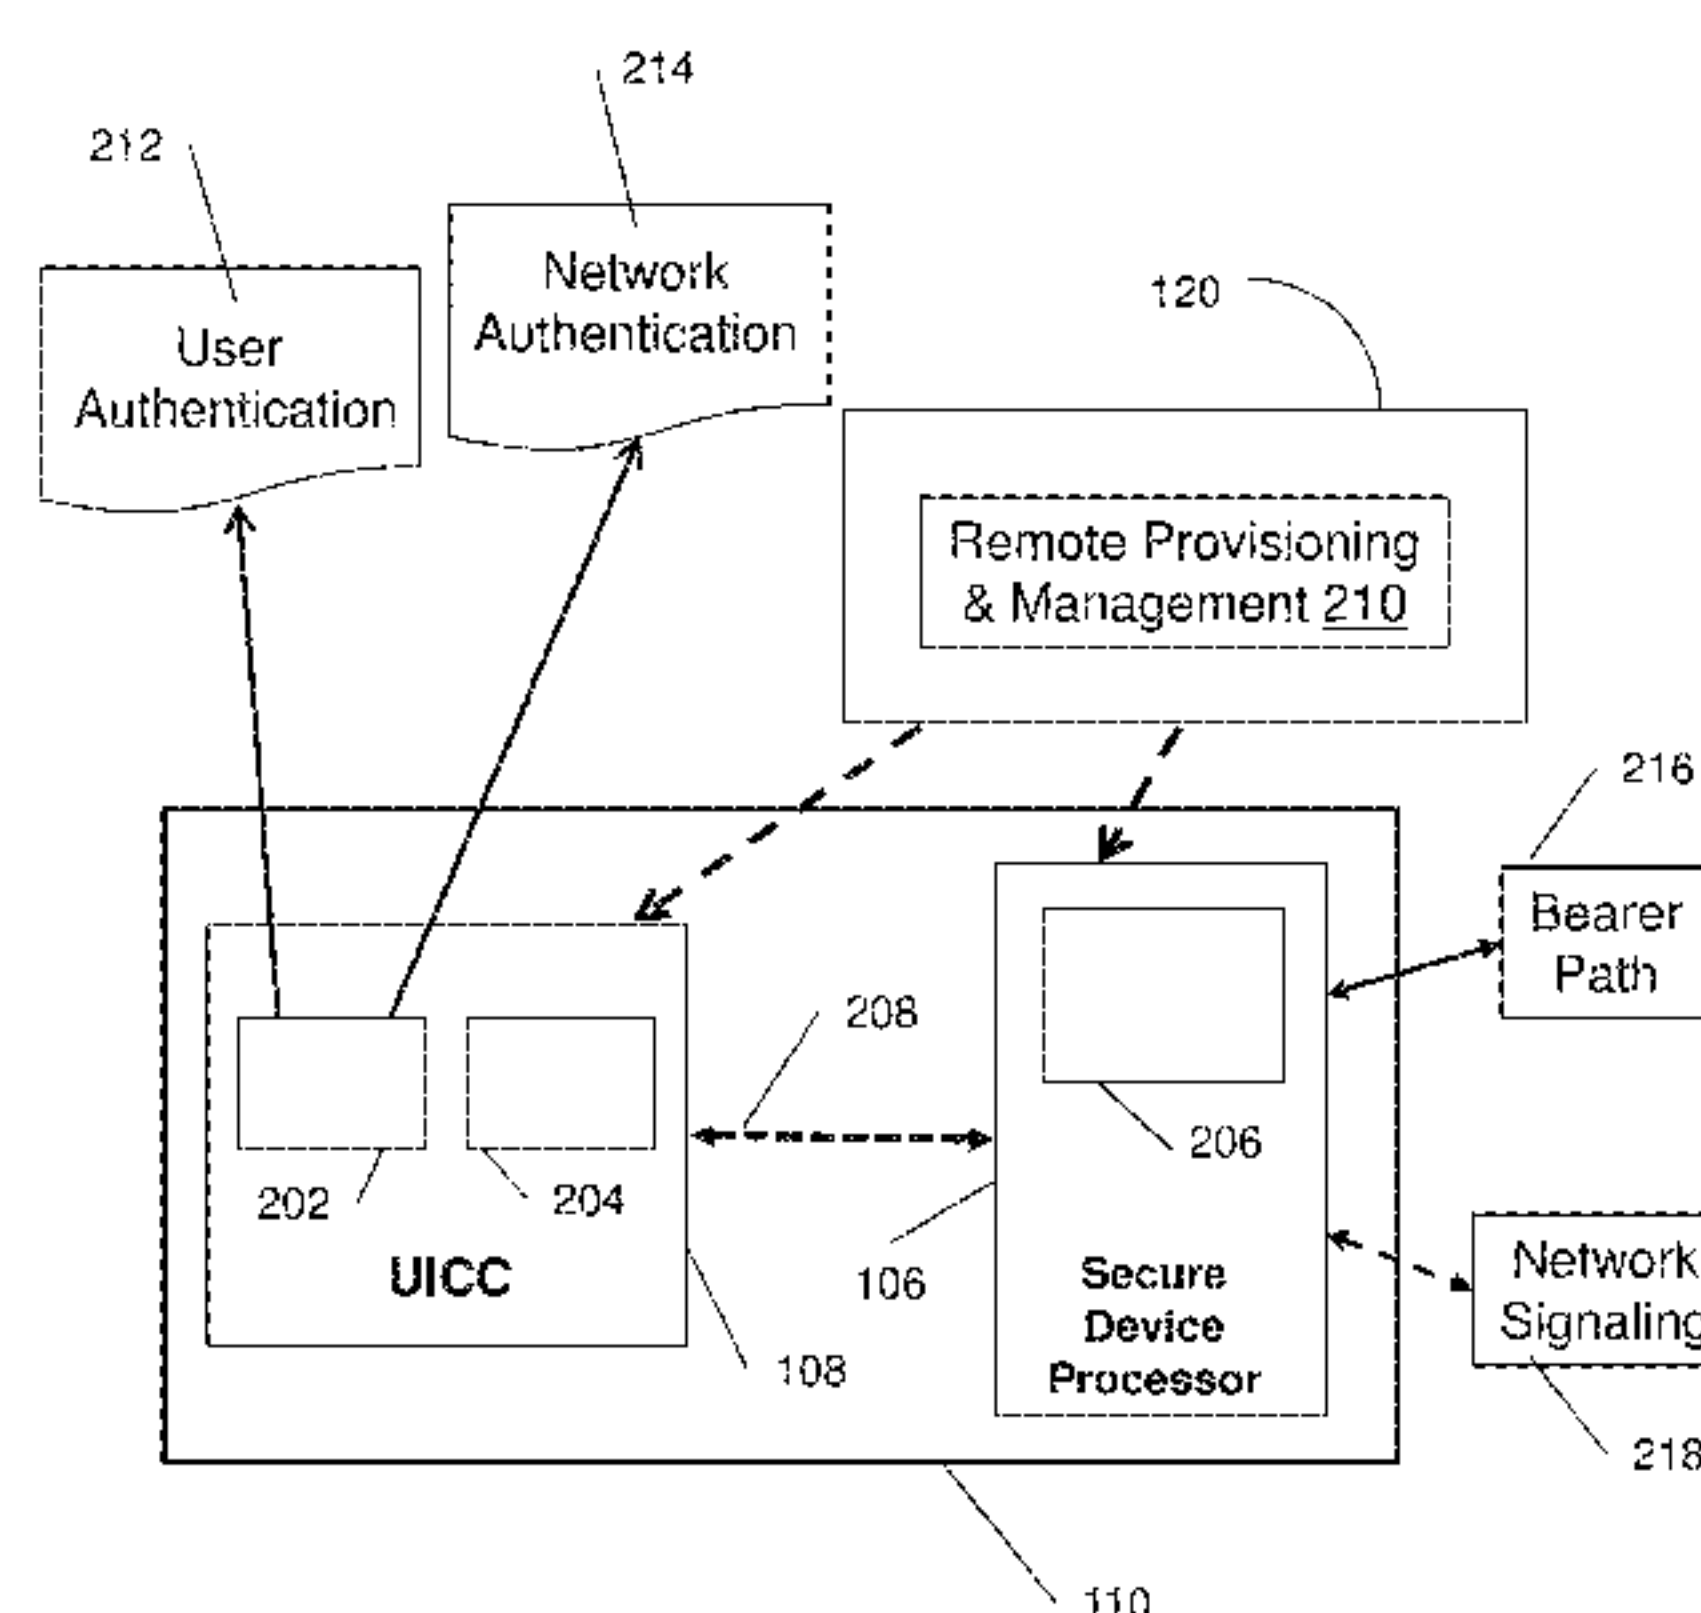 214
212
Network
Authentication
120
User
Authentication
Remote Provisioning
& Management 210
216
Bearer
Path
208
206
202
204
UICC
106
Secure
Device
Processor
Network
Signaling
108
218
110